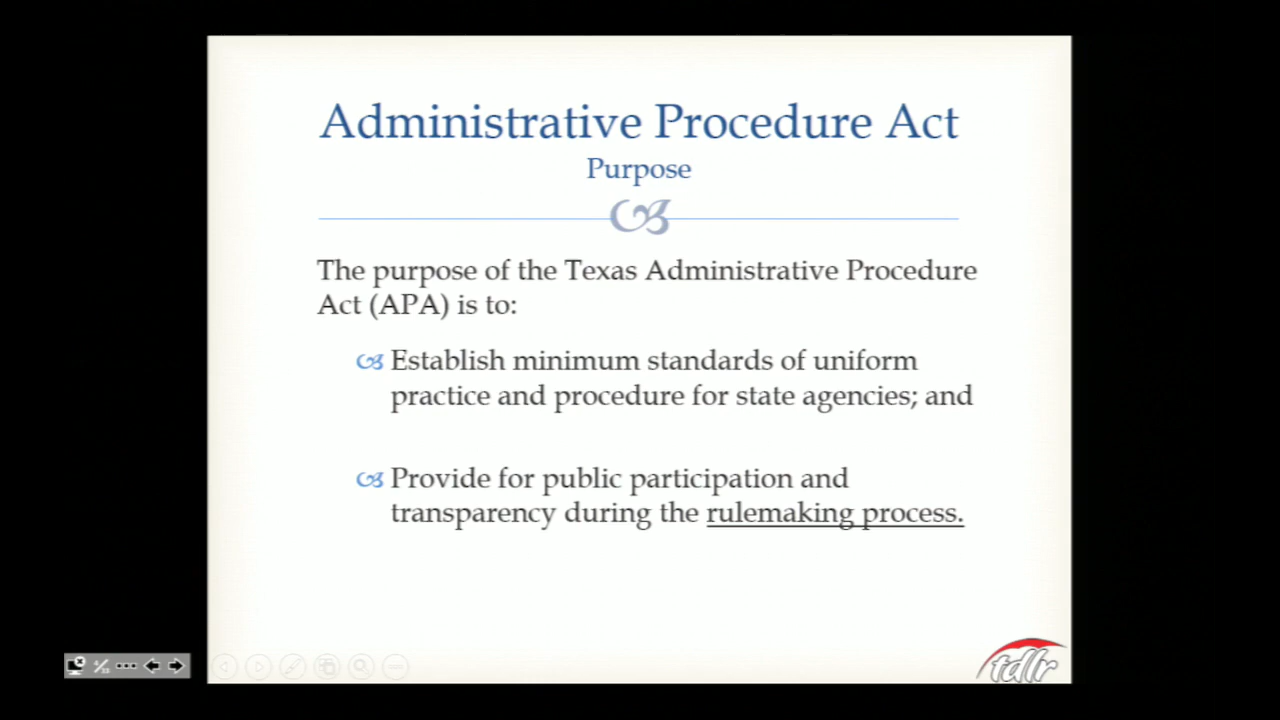 Administrative Procedure Act
Purpose
The purpose of the Texas Administrative Procedure
Act (APA) is to:
Establish minimum standards of uniform
practice and procedure for state agencies; and
Provide for public participation and
transparency during the rulemaking process.
tdlr